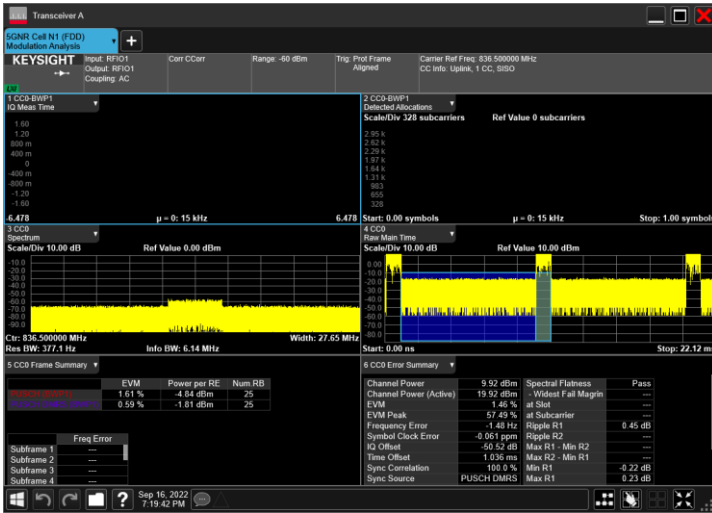 Transceiver A
5GNR Cell N1 (FDD)
Modulation Analysis
KEYSIGHT
Input: RFIO1
Output: RFIO1
Coupling: AC
Corr CCorr
Range: -60 dBm
Trig: Prot Frame
Aligned
Carrier Ref Freq: 836.500000 MHz
CC Info: Uplink, 1 CC, SISO
1 CC0-BWP1
IQ Meas Time
1.60
1.20
800 m
400 m
0
-400 m
-800 m
-1.20
-1.60
-6.478 µ = 0: 15 kHz 6.478
2 CC0-BWP1
Detected Allocations
Scale/Div 328 subcarriers Ref Value 0 subcarriers
2.95 k
2.62 k
2.29 k
1.97 k
1.64 k
1.31 k
983
655
328
Start: 0.00 symbols µ = 0: 15 kHz Stop: 1.00 symbol
3 CC0
Spectrum
Scale/Div 10.00 dB Ref Value 0.00 dBm
-10.0
-20.0
-30.0
-40.0
-50.0
-60.0
-70.0
-80.0
-90.0
Ctr: 836.500000 MHz Width: 27.65 MHz
Res BW: 377.1 Hz Info BW: 6.14 MHz
4 CC0
Raw Main Time
Scale/Div 10.00 dB Ref Value 10.00 dBm
0.00
-10.0
-20.0
-30.0
-40.0
-50.0
-60.0
-70.0
-80.0
Start: 0.00 ns Stop: 22.12 m
5 CC0 Frame Summary
EVM Power per RE Num.RB
1.61 % -4.84 dBm 25
0.59 % -1.81 dBm 25
Freq Error
Subframe 1 ---
Subframe 2 ---
Subframe 3 ---
Subframe 4 ---
6 CC0 Error Summary
Channel Power 9.92 dBm Spectral Flatness Pass
Channel Power (Active) 19.92 dBm - Widest Fail Magrin ---
EVM 1.46 % at Slot ---
EVM Peak 57.49 % at Subcarrier ---
Frequency Error -1.48 Hz Ripple R1 0.45 dB
Symbol Clock Error -0.061 ppm Ripple R2 ---
IQ Offset -50.52 dB Max R1 - Min R2 ---
Time Offset 1.036 ms Max R2 - Min R1 ---
Sync Correlation 100.0 % Min R1 -0.22 dB
Sync Source PUSCH DMRS Max R1 0.23 dB
Sep 16, 2022
7:19:42 PM